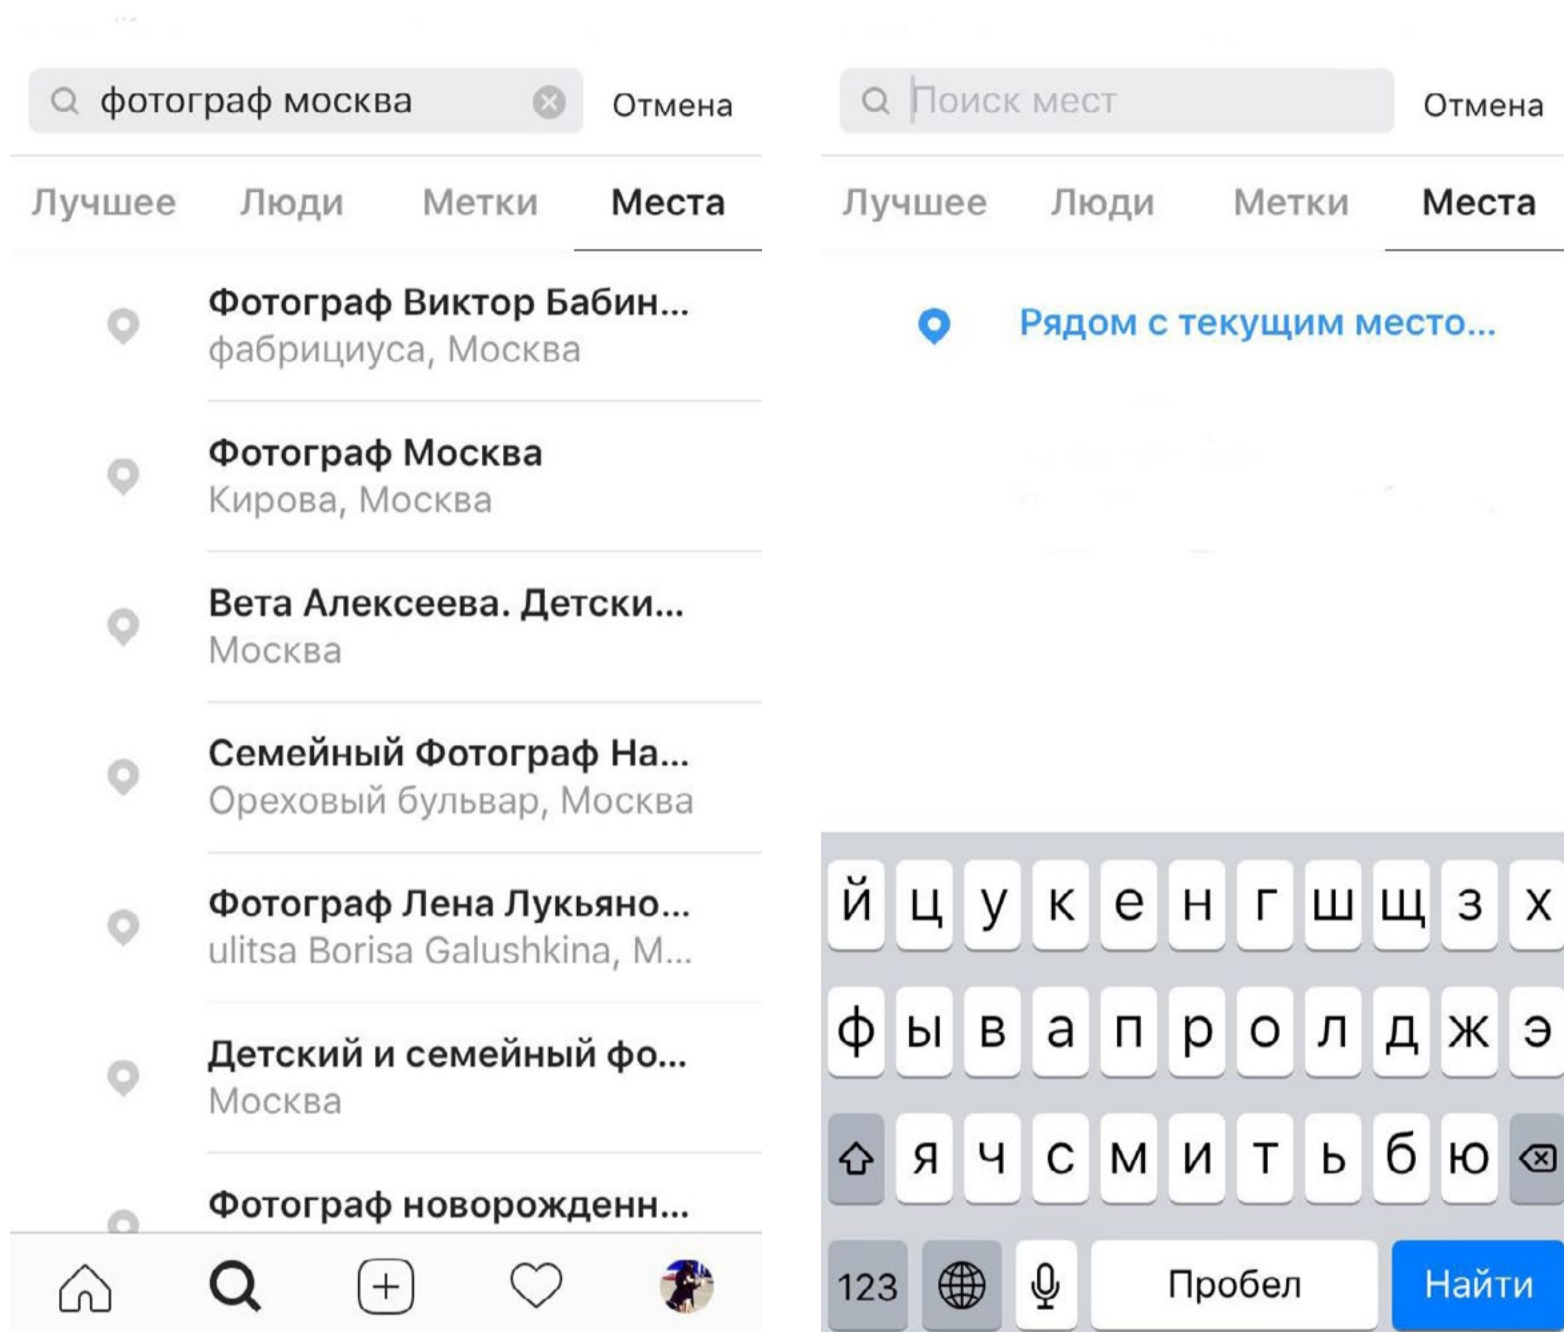 фотограф москва
Отмена
Лучшее Люди Метки Места
Фотограф Виктор Бабин...
фабрициуса, Москва
Фотограф Москва
Кирова, Москва
Вета Алексеева. Детски...
Москва
Семейный Фотограф На...
Ореховый бульвар, Москва
Фотограф Лена Лукьяно...
ulitsa Borisa Galushkina, М...
Детский и семейный фо...
Москва
Фотограф новорожденн...
Поиск мест
Отмена
Лучшее Люди Метки Места
Рядом с текущим место...
й ц у к е н г ш щ з х
ф ы в а п р о л д ж э
я ч с м и т ь б ю
123 Пробел Найти